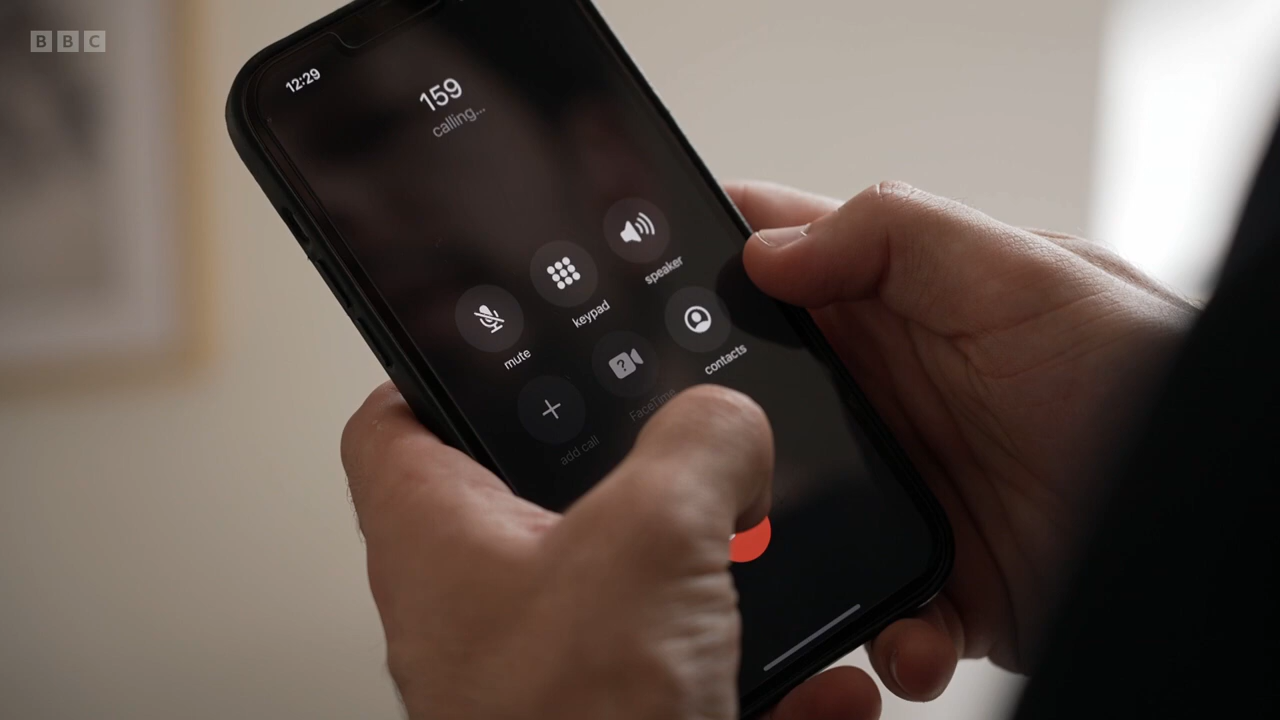 BBC
12:29
159
calling...
speaker
keypad
mute
contacts
FaceTime
add call